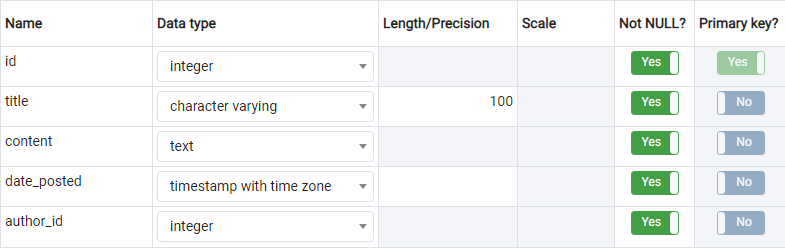 Name Data type Length/Precision Scale Not NULL? Primary key?
id integer Yes Yes
title character varying 100 Yes No
content text Yes No
date_posted timestamp with time zone Yes No
author_id integer Yes No